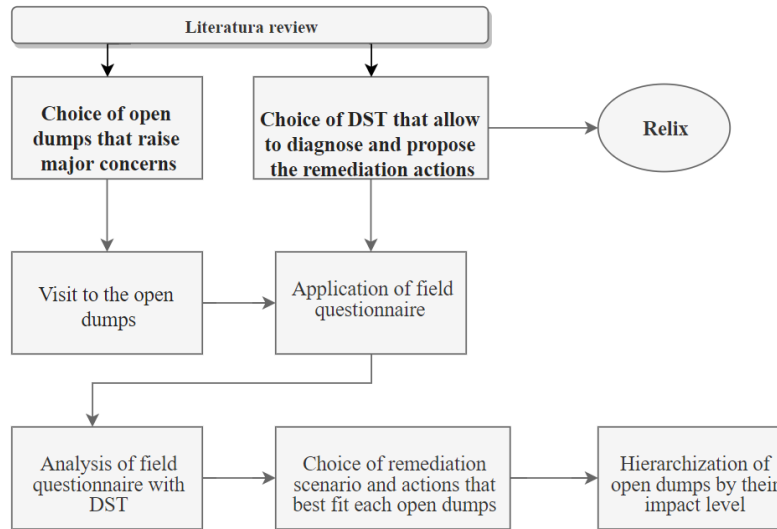 Literatura review
Choice of open
dumps that raise
major concerns
Choice of DST that allow
to diagnose and propose
the remediation actions
Relix
Visit to the open
dumps
Application of field
questionnaire
Analysis of field
questionnaire with
DST
Choice of remediation
scenario and actions that
best fit each open dumps
Hierarchization of
open dumps by their
impact level